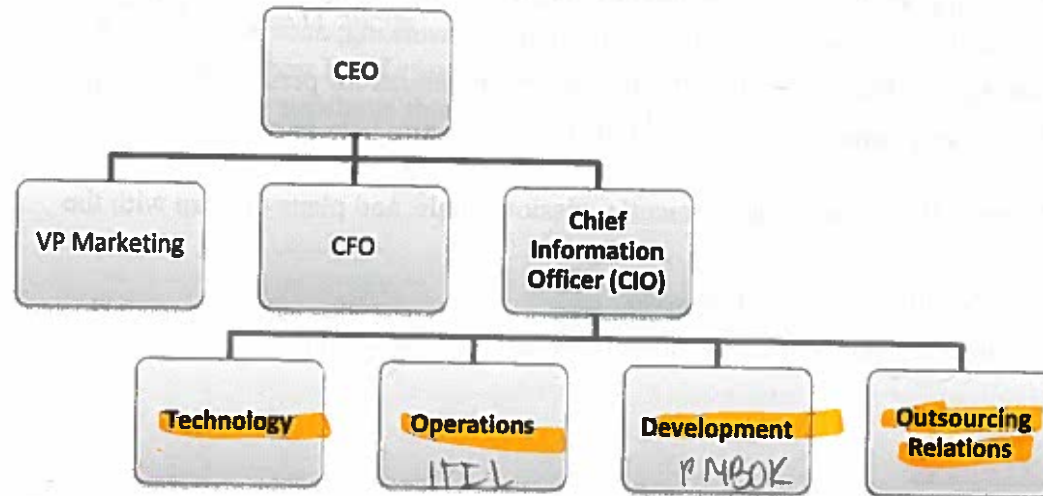 CEO
VP Marketing
CFO
Chief
Information
Officer (CIO)
Technology
Operations
ITIL
Development
PMBOK
Outsourcing
Relations